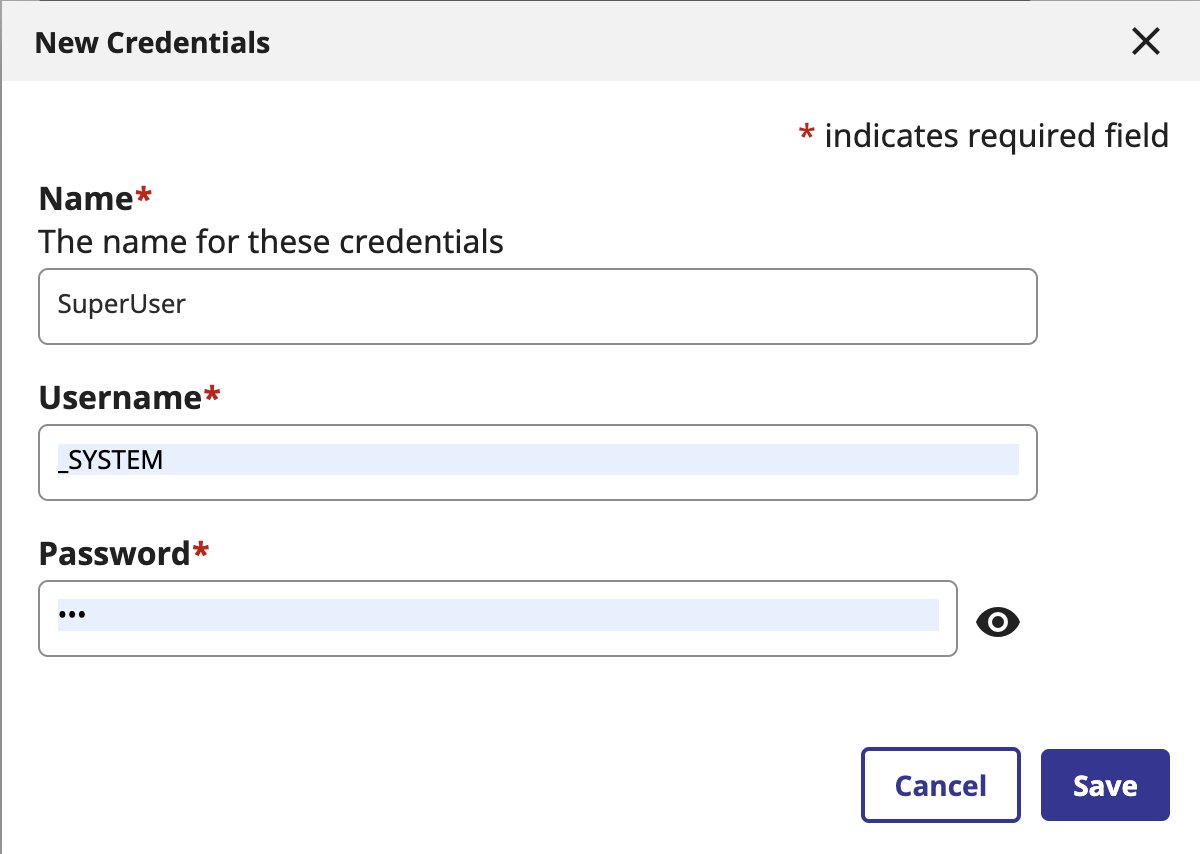 New Credentials
* indicates required field
Name*
The name for these credentials
SuperUser
Username*
_SYSTEM
Password*
•••
Cancel
Save